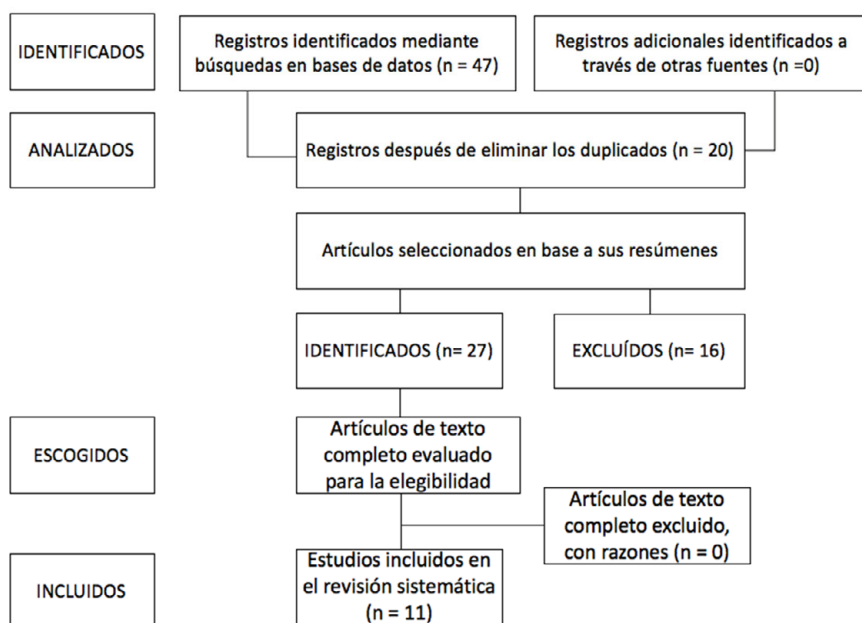 IDENTIFICADOS
Registros identificados mediante
búsquedas en bases de datos (n = 47)
Registros adicionales identificados a
través de otras fuentes (n =0)
ANALIZADOS
Registros después de eliminar los duplicados (n = 20)
Artículos seleccionados en base a sus resúmenes
IDENTIFICADOS (n= 27)
EXCLUÍDOS (n= 16)
ESCOGIDOS
Artículos de texto
completo evaluado
para la elegibilidad
Artículos de texto
completo excluido,
con razones (n = 0)
INCLUIDOS
Estudios incluidos en
el revisión sistemática
(n = 11)